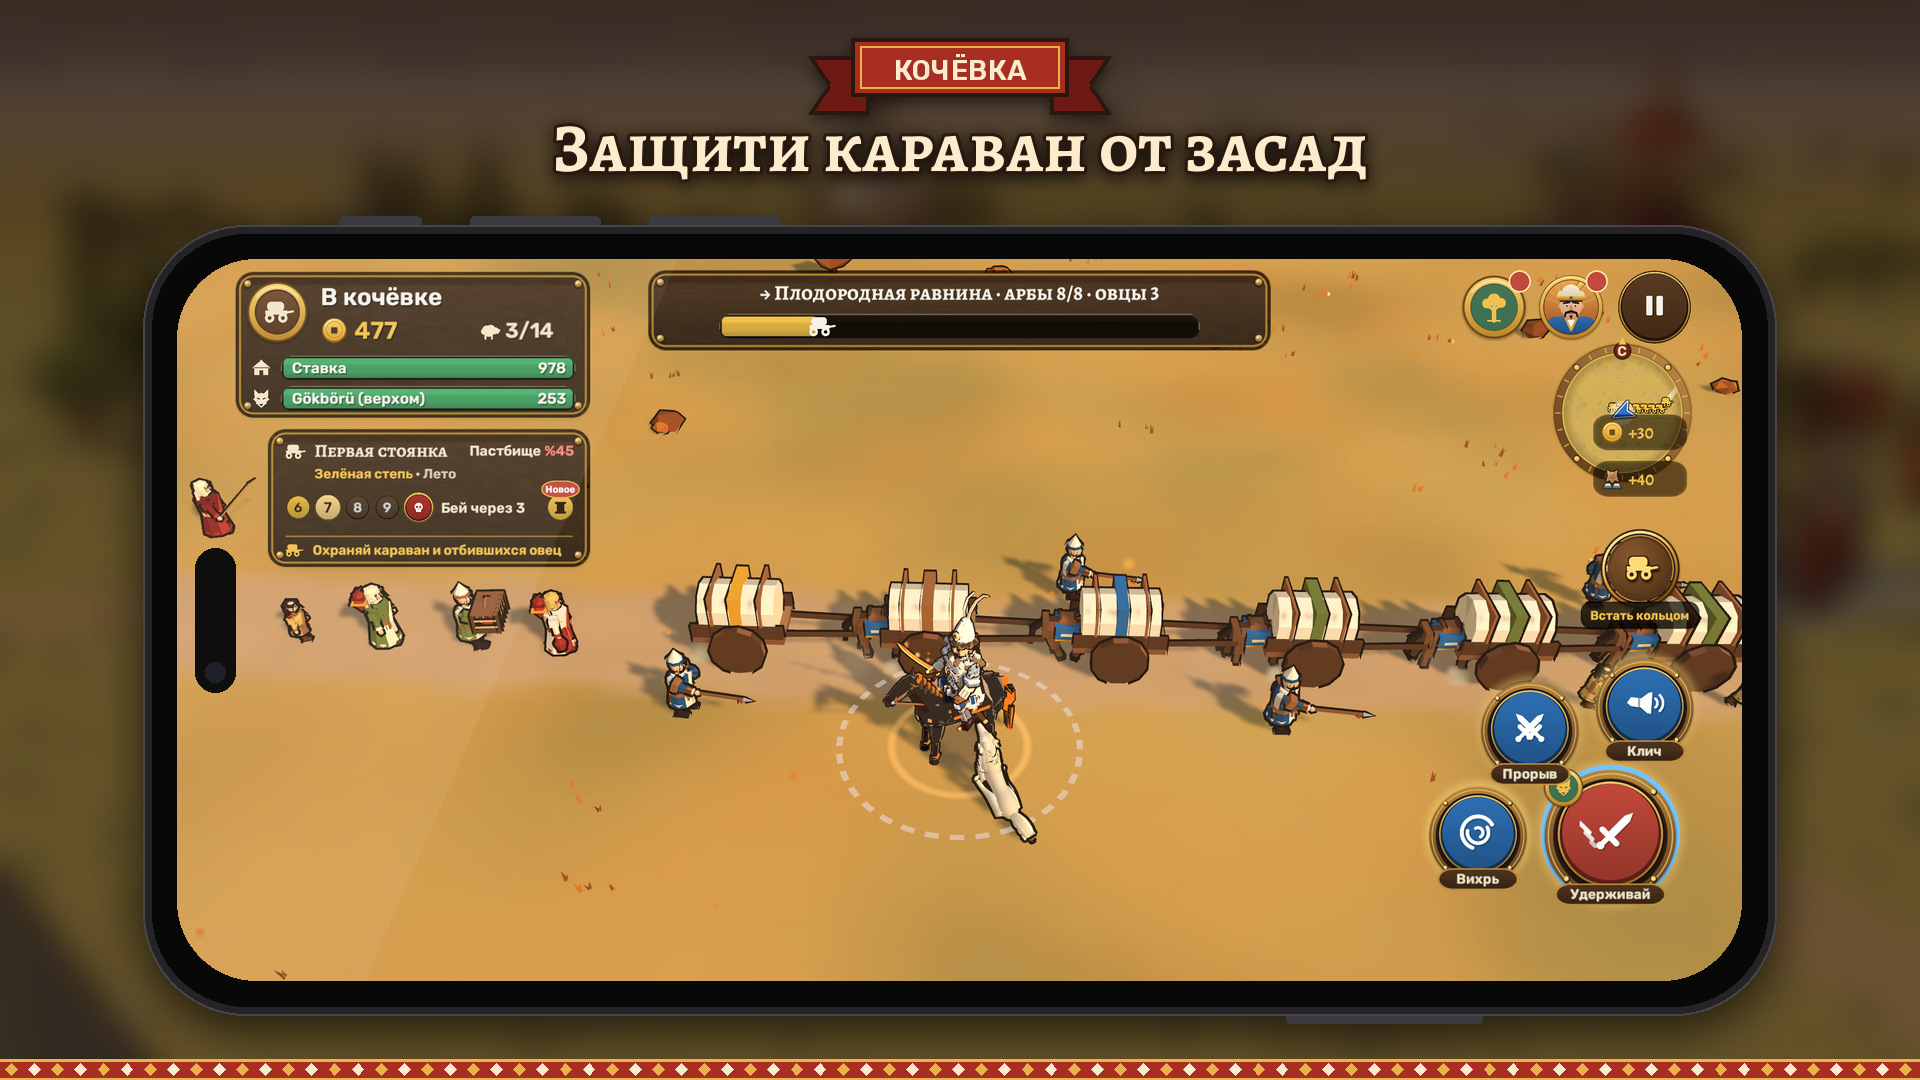 КОЧЁВКА
Защити караван от засад
В кочёвке
477
3/14
Ставка 978
Gökbörü (верхом) 253
→ Плодородная равнина · арбы 8/8 · овцы 3
Первая стоянка Пастбище %45
Зелёная степь · Лето
Новое
6 7 8 9 Бей через 3
Охраняй караван и отбившихся овец
С
+30
+40
Встать кольцом
Клич
Прорыв
Вихрь
Удерживай